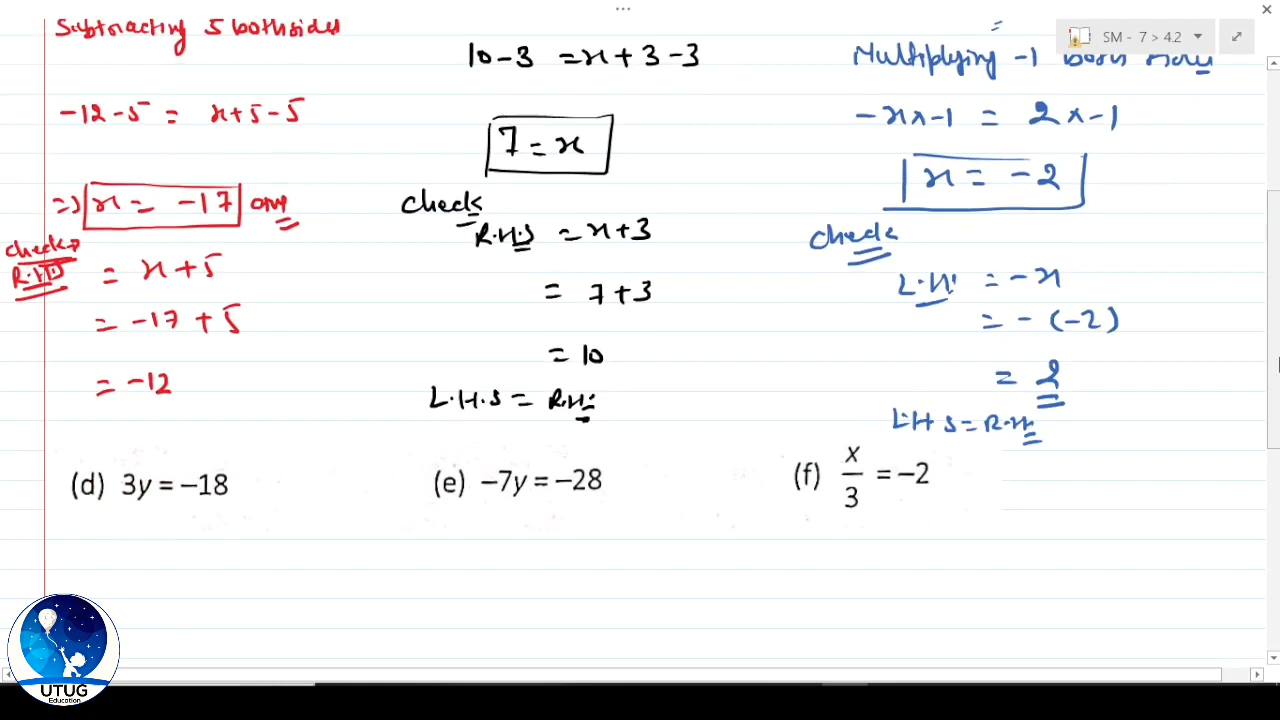 Subtracting 5 both sides
-12-5 = x+5-5
=> x = -17 ans
check→
R.H.S = x+5
= -17 + 5
= -12
10-3 = x+3-3
7 = x
check
R.H.S = x+3
= 7+3
= 10
L.H.S = R.H.S
=
SM - 7 > 4.2
Multiplying -1 both sides
-x×-1 = 2×-1
x = -2
check
L.H.S = -x
= -(-2)
= 2
L.H.S = R.H.S
(d) 3y = –18
(e) –7y = –28
(f) x/3 = –2
UTUG
Education